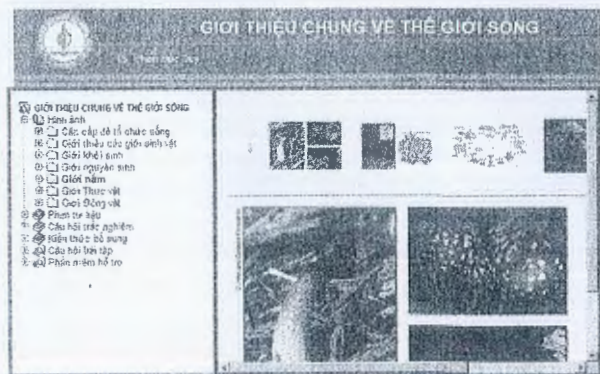 GIỚI THIỆU CHUNG VỀ THẾ GIỚI SỐNG
GIỚI THIỆU CHUNG VỀ THẾ GIỚI SỐNG
Hình ảnh
Các cấp độ tổ chức sống
Giới thiệu các giới sinh vật
Giới khởi sinh
Giới nguyên sinh
Giới nấm
Giới Thực vật
Giới Động vật
Phim tư liệu
Câu hỏi trắc nghiệm
Kiến thức bổ sung
Câu hỏi bài tập
Phần mềm hỗ trợ